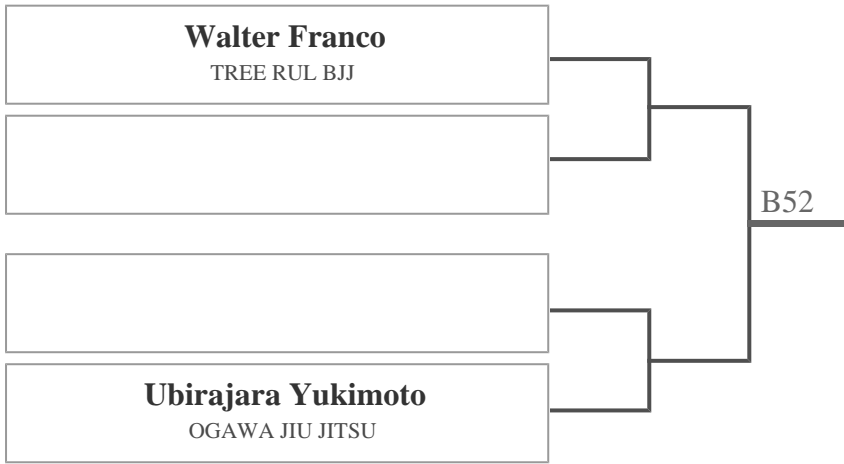 Walter Franco
TREE RUL BJJ
B52
Ubirajara Yukimoto
OGAWA JIU JITSU